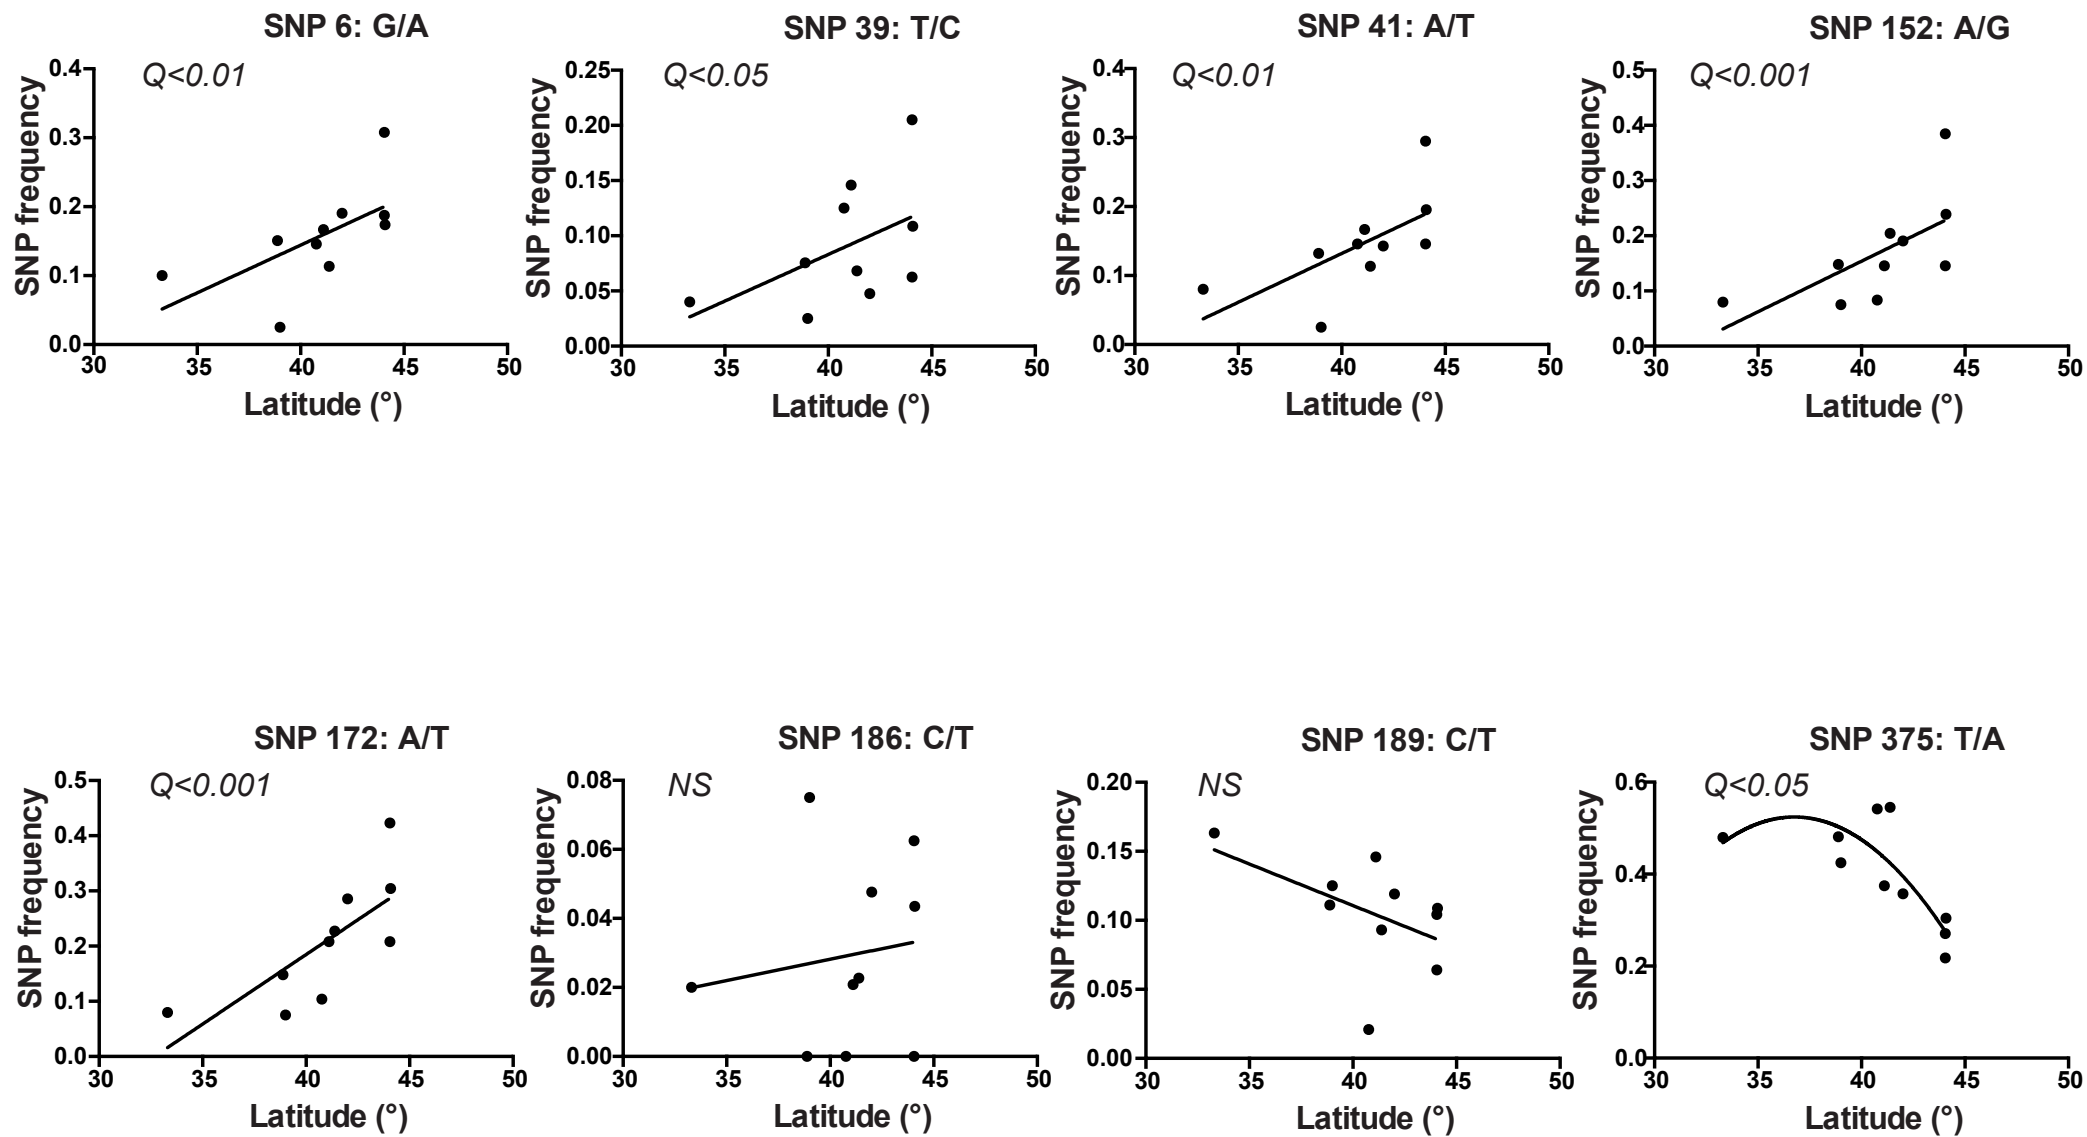 SNP 6: G/A
Q<0.01
SNP frequency
0.4
0.3
0.2
0.1
0.0
30 35 40 45 50
Latitude (°)
SNP 39: T/C
Q<0.05
SNP frequency
0.25
0.20
0.15
0.10
0.05
0.00
30 35 40 45 50
Latitude (°)
SNP 41: A/T
Q<0.01
SNP frequency
0.4
0.3
0.2
0.1
0.0
30 35 40 45 50
Latitude (°)
SNP 152: A/G
Q<0.001
SNP frequency
0.5
0.4
0.3
0.2
0.1
0.0
30 35 40 45 50
Latitude (°)
SNP 172: A/T
Q<0.001
SNP frequency
0.5
0.4
0.3
0.2
0.1
0.0
30 35 40 45 50
Latitude (°)
SNP 186: C/T
NS
SNP frequency
0.08
0.06
0.04
0.02
0.00
30 35 40 45 50
Latitude (°)
SNP 189: C/T
NS
SNP frequency
0.20
0.15
0.10
0.05
0.00
30 35 40 45 50
Latitude (°)
SNP 375: T/A
Q<0.05
SNP frequency
0.6
0.4
0.2
0.0
30 35 40 45 50
Latitude (°)